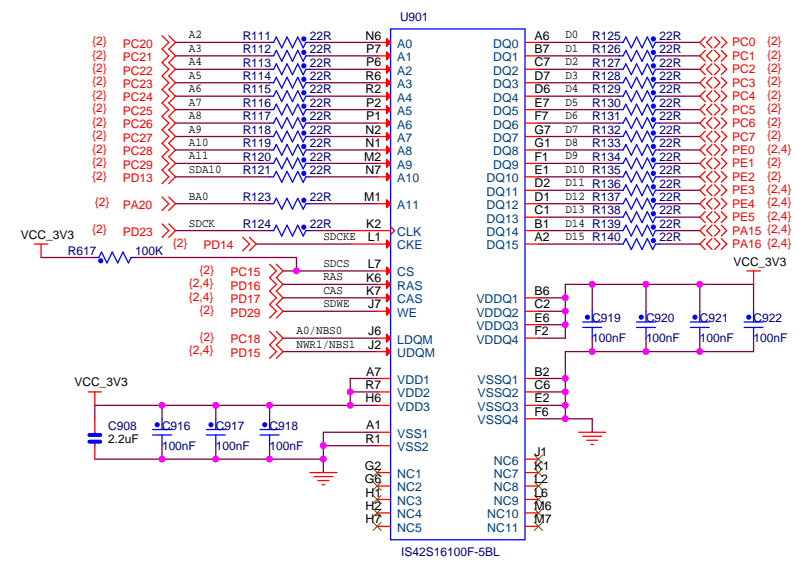 U901
{2} PC20 A2 R111 22R N6 A0 DQ0 A6 D0 R125 22R PC0 {2}
{2} PC21 A3 R112 22R P7 A1 DQ1 B7 D1 R126 22R PC1 {2}
{2} PC22 A4 R113 22R P6 A2 DQ2 C7 D2 R127 22R PC2 {2}
{2} PC23 A5 R114 22R R6 A3 DQ3 D7 D3 R128 22R PC3 {2}
{2} PC24 A6 R115 22R R2 A4 DQ4 D6 D4 R129 22R PC4 {2}
{2} PC25 A7 R116 22R P2 A5 DQ5 E7 D5 R130 22R PC5 {2}
{2} PC26 A8 R117 22R P1 A6 DQ6 F7 D6 R131 22R PC6 {2}
{2} PC27 A9 R118 22R N2 A7 DQ7 G7 D7 R132 22R PC7 {2}
{2} PC28 A10 R119 22R N1 A8 DQ8 G1 D8 R133 22R PE0 {2,4}
{2} PC29 A11 R120 22R M2 A9 DQ9 F1 D9 R134 22R PE1 {2}
{2} PD13 SDA10 R121 22R N7 A10 DQ10 E1 D10 R135 22R PE2 {2}
DQ11 D2 D11 R136 22R PE3 {2,4}
{2} PA20 BA0 R123 22R M1 A11 DQ12 D1 D12 R137 22R PE4 {2,4}
DQ13 C1 D13 R138 22R PE5 {2,4}
{2} PD23 SDCK R124 22R K2 CLK DQ14 B1 D14 R139 22R PA15 {2,4}
{2} PD14 SDCKE L1 CKE DQ15 A2 D15 R140 22R PA16 {2,4}
VCC_3V3
R617 100K
VCC_3V3
{2} PC15 SDCS L7 CS
{2,4} PD16 RAS K6 RAS
{2,4} PD17 CAS K7 CAS VDDQ1 B6
{2} PD29 SDWE J7 WE VDDQ2 C2
VDDQ3 E6 C919 C920 C921 C922
{2} PC18 A0/NBS0 J6 LDQM VDDQ4 F2 100nF 100nF 100nF 100nF
{2,4} PD15 NWR1/NBS1 J2 UDQM
VCC_3V3
A7 VDD1 VSSQ1 B2
R7 VDD2 VSSQ2 C6
H6 VDD3 VSSQ3 E2
VSSQ4 F6
C908 2.2uF
C916 100nF
C917 100nF
C918 100nF
A1 VSS1
R1 VSS2
NC6 J1
G2 NC1 NC7 K1
G6 NC2 NC8 L2
H1 NC3 NC9 L6
H2 NC4 NC10 M6
H7 NC5 NC11 M7
IS42S16100F-5BL